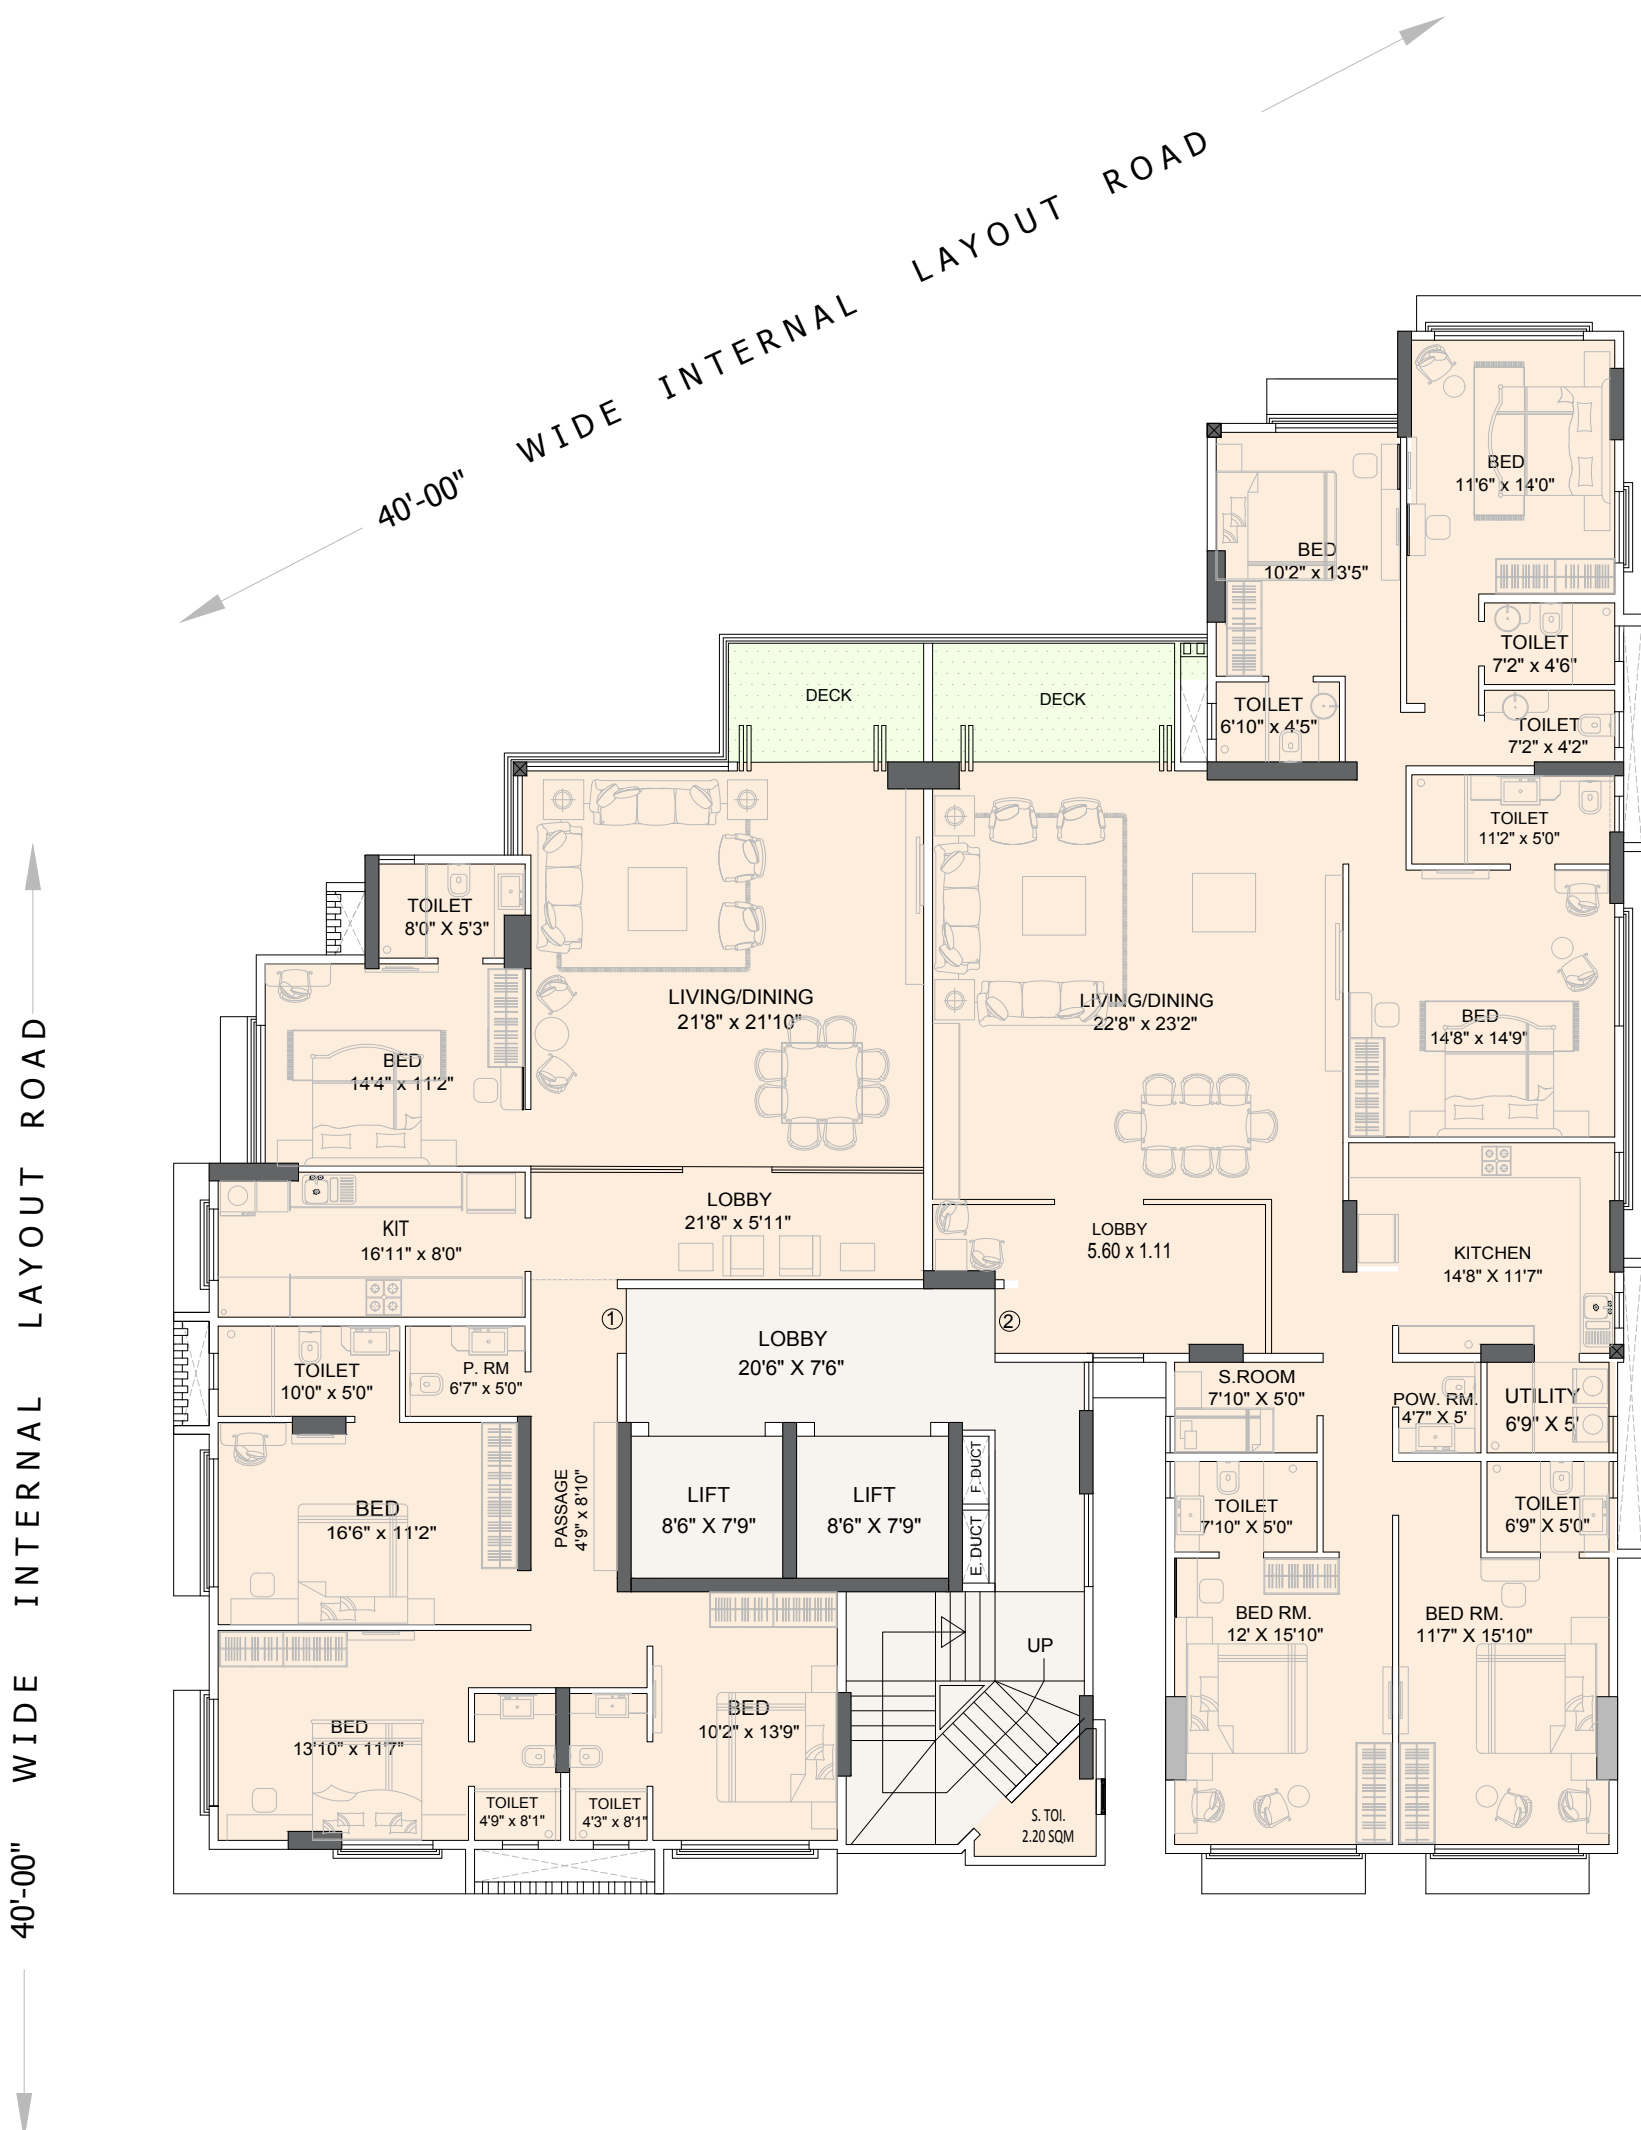 40'-00" WIDE INTERNAL LAYOUT ROAD
40'-00" WIDE INTERNAL LAYOUT ROAD
BED
11'6" x 14'0"
BED
10'2" x 13'5"
TOILET
7'2" x 4'6"
TOILET
6'10" x 4'5"
TOILET
7'2" x 4'2"
DECK
DECK
TOILET
11'2" x 5'0"
TOILET
8'0" X 5'3"
LIVING/DINING
21'8" x 21'10"
LIVING/DINING
22'8" x 23'2"
BED
14'8" x 14'9"
BED
14'4" x 11'2"
LOBBY
21'8" x 5'11"
KIT
16'11" x 8'0"
LOBBY
5.60 x 1.11
KITCHEN
14'8" X 11'7"
1
2
LOBBY
20'6" X 7'6"
TOILET
10'0" x 5'0"
P. RM
6'7" x 5'0"
S.ROOM
7'10" X 5'0"
POW. RM.
4'7" X 5'
UTILITY
6'9" X 5'
BED
16'6" x 11'2"
PASSAGE
4'9" x 8'10"
LIFT
8'6" X 7'9"
LIFT
8'6" X 7'9"
F. DUCT
E. DUCT
TOILET
7'10" X 5'0"
TOILET
6'9" X 5'0"
BED RM.
12' X 15'10"
BED RM.
11'7" X 15'10"
UP
BED
13'10" x 11'7"
BED
10'2" x 13'9"
TOILET
4'9" x 8'1"
TOILET
4'3" x 8'1"
S. TOI.
2.20 SQM